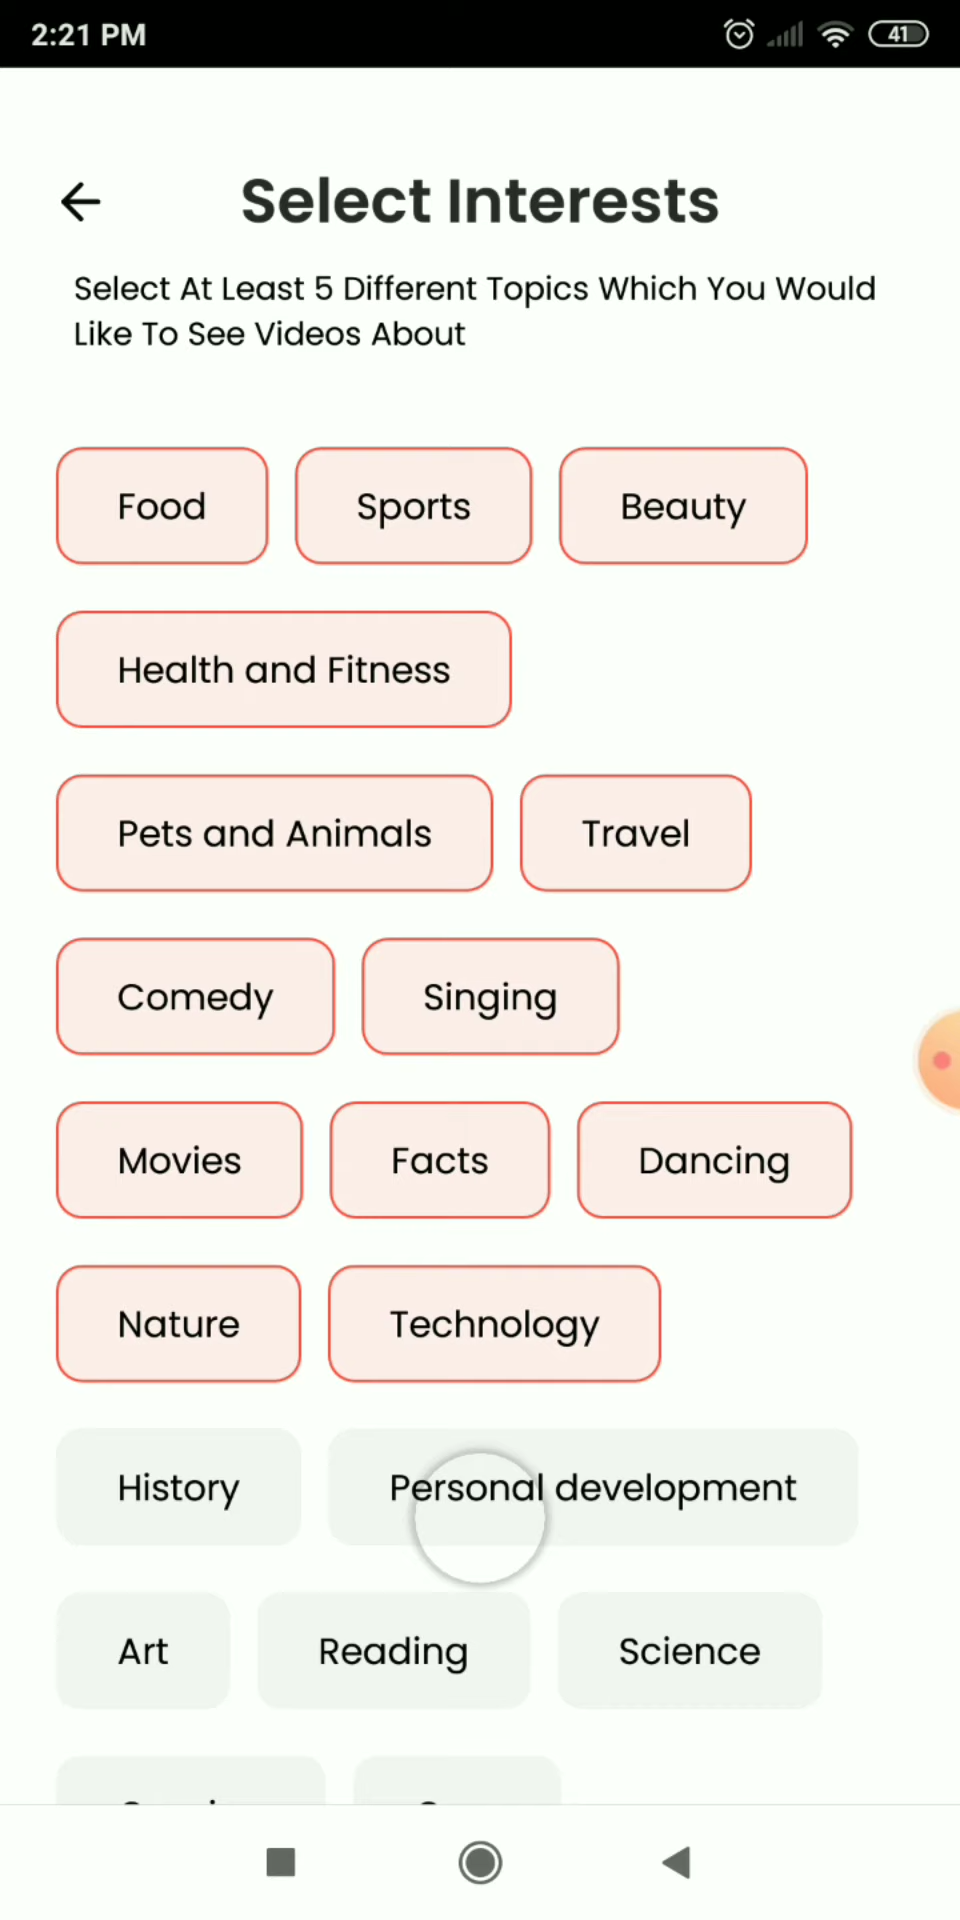 2:21 PM
41
Select Interests
Select At Least 5 Different Topics Which You Would
Like To See Videos About
Food Sports Beauty
Health and Fitness
Pets and Animals Travel
Comedy Singing
Movies Facts Dancing
Nature Technology
History Personal development
Art Reading Science